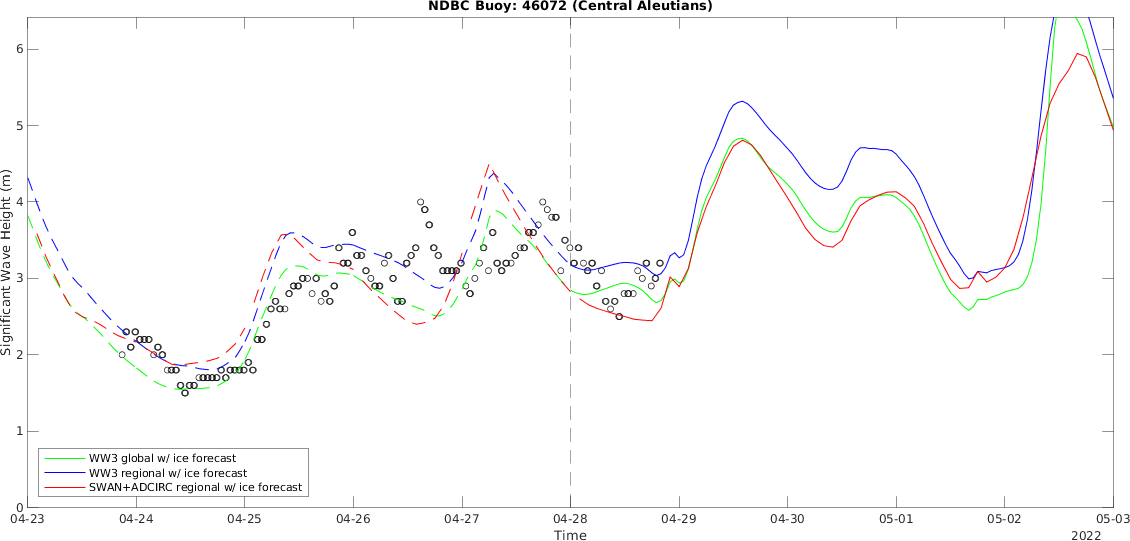 NDBC Buoy: 46072 (Central Aleutians)
Significant Wave Height (m)
6
5
4
3
2
1
0
WW3 global w/ ice forecast
WW3 regional w/ ice forecast
SWAN+ADCIRC regional w/ ice forecast
04-23 04-24 04-25 04-26 04-27 04-28 04-29 04-30 05-01 05-02 05-03
Time
2022